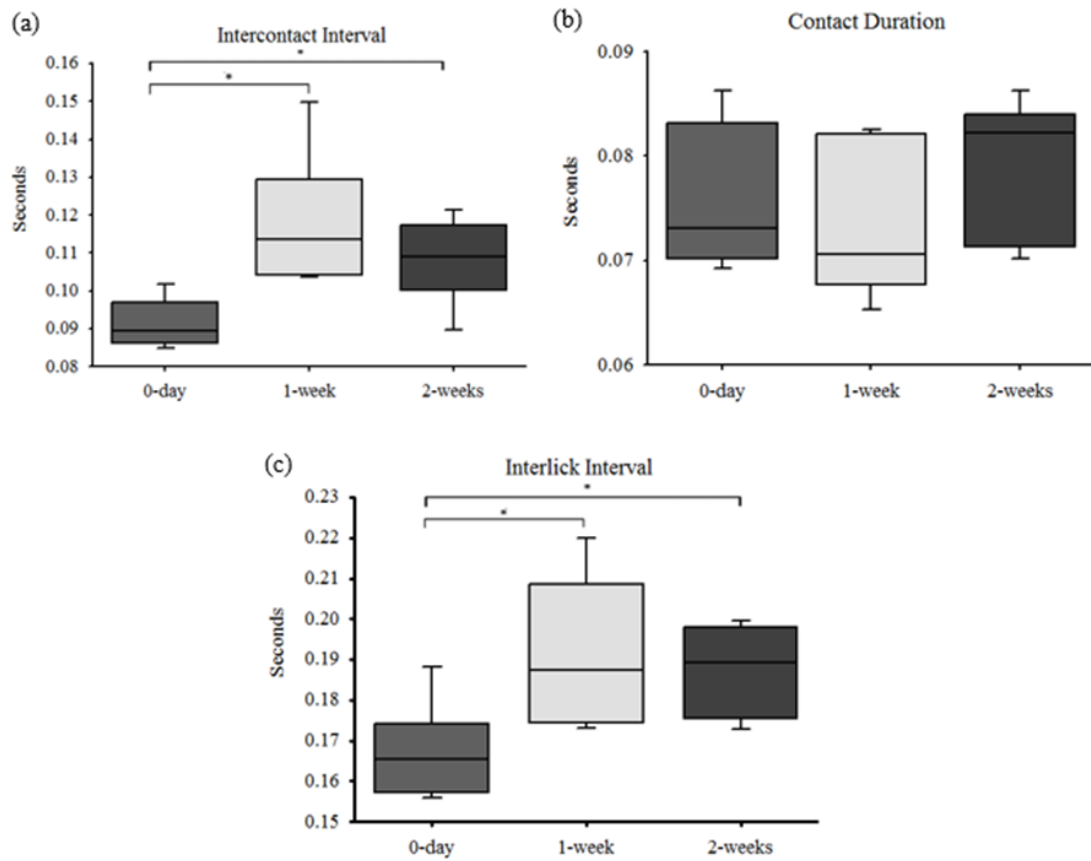 (a)
Intercontact Interval
*
*
Seconds
0.16
0.15
0.13
0.12
0.11
0.10
0.09
0.08
0-day
1-week
2-weeks
(b)
Contact Duration
Seconds
0.09
0.08
0.07
0.06
0-day
1-week
2-weeks
(c)
Interlick Interval
*
*
Seconds
0.23
0.22
0.21
0.20
0.19
0.18
0.17
0.16
0.15
0-day
1-week
2-weeks